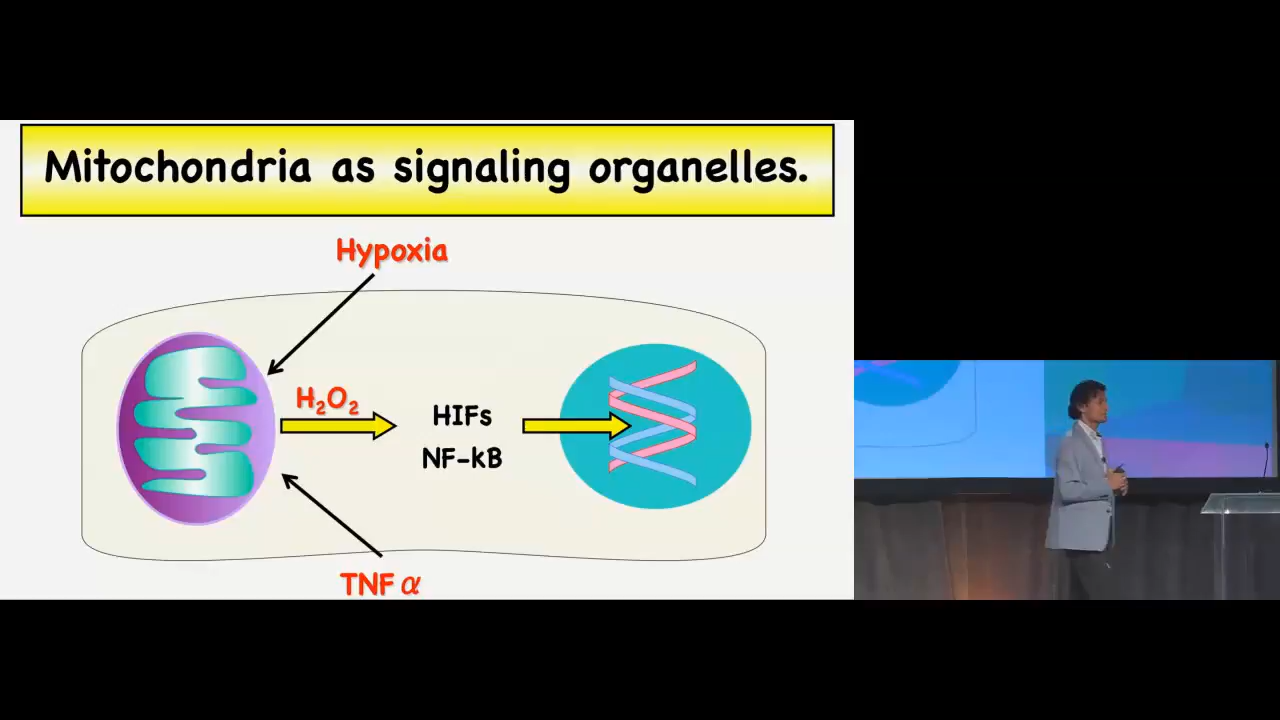 Mitochondria as signaling organelles.
Hypoxia
H₂O₂
HIFs
NF-kB
TNF α